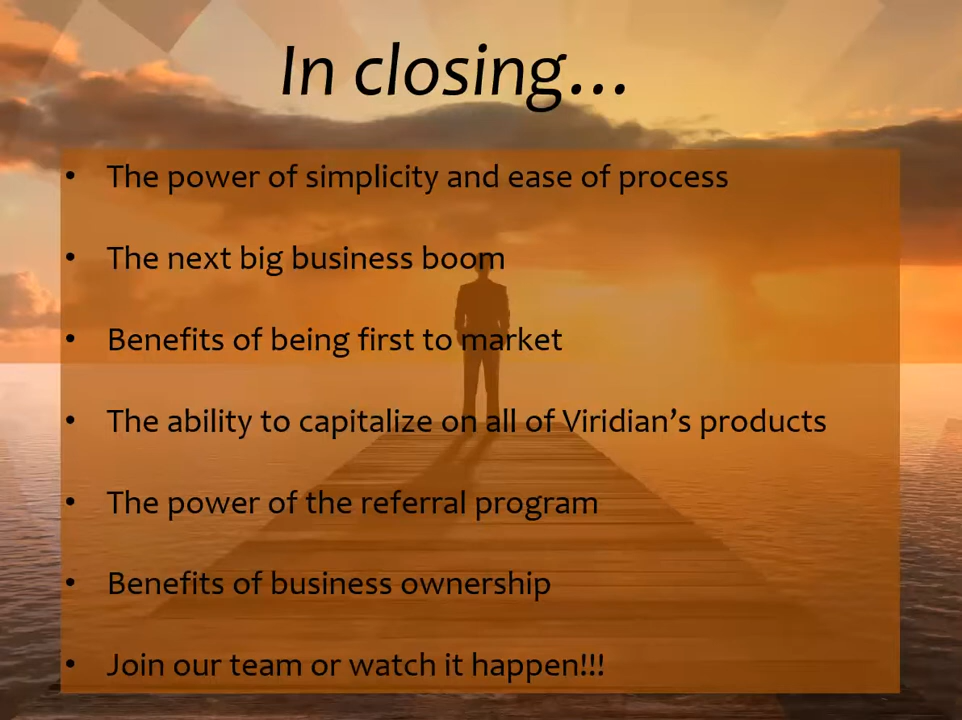 In closing...
• The power of simplicity and ease of process
• The next big business boom
• Benefits of being first to market
• The ability to capitalize on all of Viridian’s products
• The power of the referral program
• Benefits of business ownership
• Join our team or watch it happen!!!